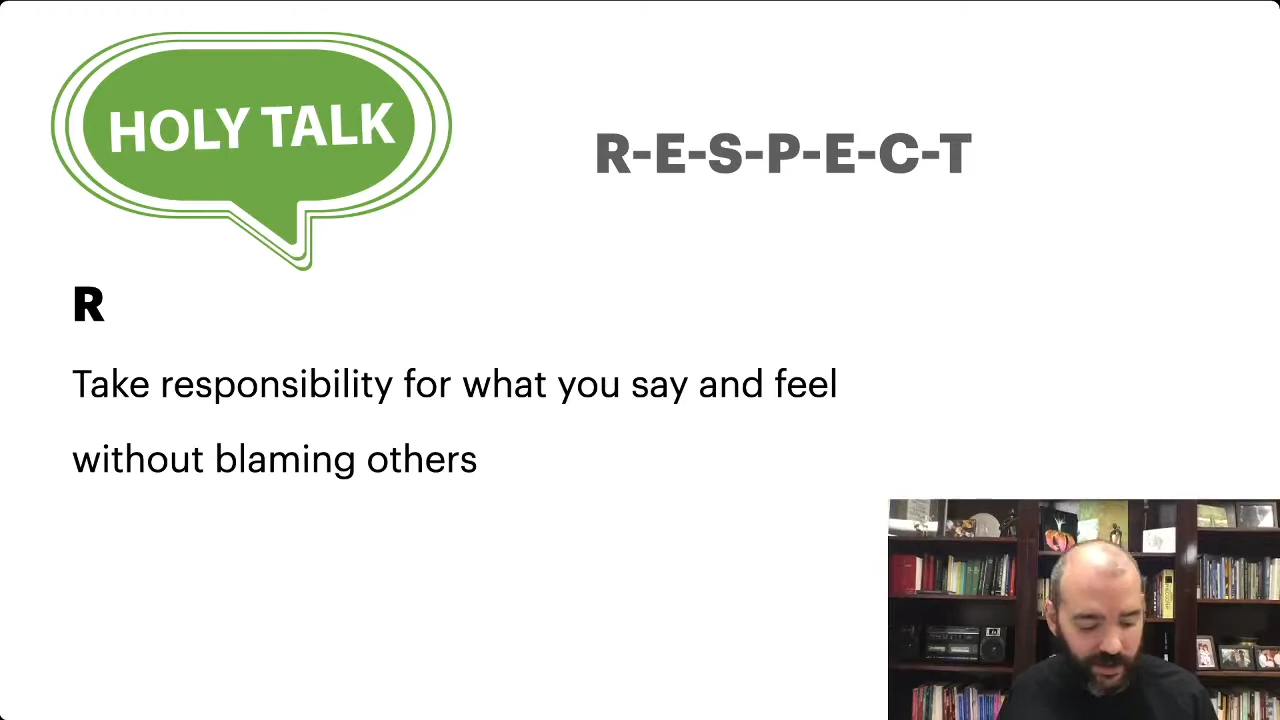 HOLY TALK
R-E-S-P-E-C-T
R
Take responsibility for what you say and feel
without blaming others